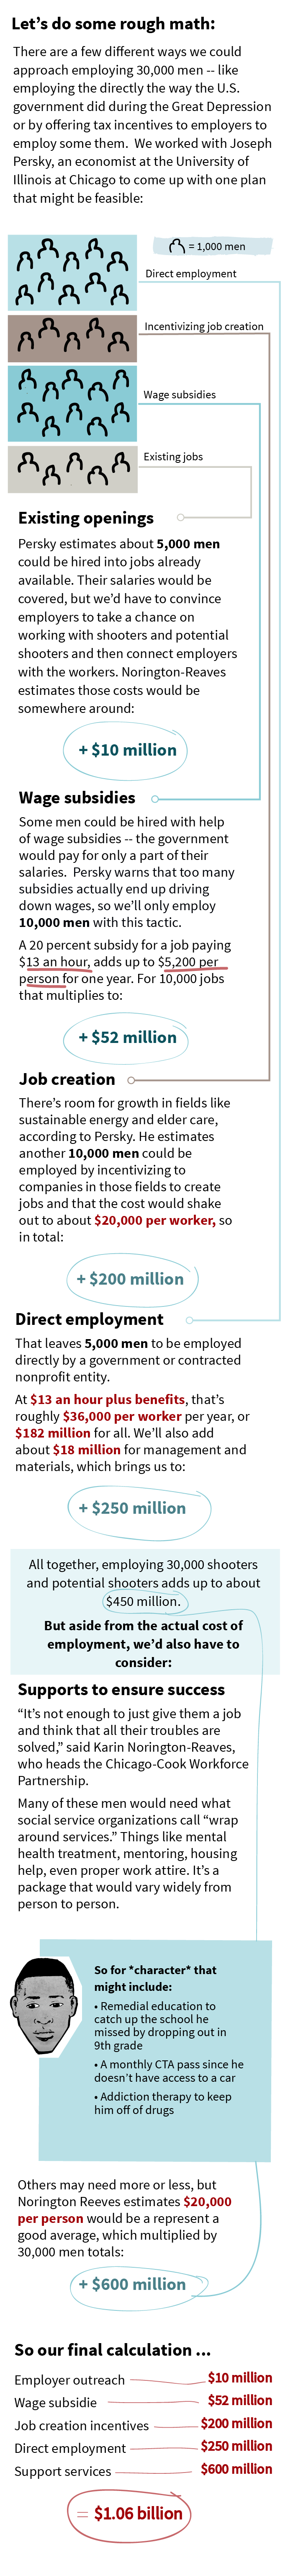 Let's do some rough math:
There are a few different ways we could
approach employing 30,000 men -- like
employing the directly the way the U.S.
government did during the Great Depression
or by offering tax incentives to employers to
employ some them.  We worked with Joseph
Persky, an economist at the University of
Illinois at Chicago to come up with one plan
that might be feasible:
= 1,000 men
Direct employment
Incentivizing job creation
Wage subsidies
Existing jobs
Existing openings
Persky estimates about 5,000 men
could be hired into jobs already
available. Their salaries would be
covered, but we'd have to convince
employers to take a chance on
working with shooters and potential
shooters and then connect employers
with the workers. Norington-Reaves
estimates those costs would be
somewhere around:
+ $10 million
Wage subsidies
Some men could be hired with help
of wage subsidies -- the government
would pay for only a part of their
salaries.  Persky warns that too many
subsidies actually end up driving
down wages, so we'll only employ
10,000 men with this tactic.
A 20 percent subsidy for a job paying
$13 an hour, adds up to $5,200 per
person for one year. For 10,000 jobs
that multiplies to:
+ $52 million
Job creation
There's room for growth in fields like
sustainable energy and elder care,
according to Persky. He estimates
another 10,000 men could be
employed by incentivizing to
companies in those fields to create
jobs and that the cost would shake
out to about $20,000 per worker, so
in total:
+ $200 million
Direct employment
That leaves 5,000 men to be employed
directly by a government or contracted
nonprofit entity.
At $13 an hour plus benefits, that's
roughly $36,000 per worker per year, or
$182 million for all. We'll also add
about $18 million for management and
materials, which brings us to:
+ $250 million
All together, employing 30,000 shooters
and potential shooters adds up to about
$450 million.
But aside from the actual cost of
employment, we'd also have to
consider:
Supports to ensure success
"It's not enough to just give them a job
and think that all their troubles are
solved," said Karin Norington-Reaves,
who heads the Chicago-Cook Workforce
Partnership.
Many of these men would need what
social service organizations call "wrap
around services." Things like mental
health treatment, mentoring, housing
help, even proper work attire. It's a
package that would vary widely from
person to person.
So for *character* that
might include:
• Remedial education to
catch up the school he
missed by dropping out in
9th grade
• A monthly CTA pass since he
doesn't have access to a car
• Addiction therapy to keep
him off of drugs
Others may need more or less, but
Norington Reeves estimates $20,000
per person would be a represent a
good average, which multiplied by
30,000 men totals:
+ $600 million
So our final calculation ...
Employer outreach $10 million
Wage subsidie $52 million
Job creation incentives $200 million
Direct employment $250 million
Support services $600 million
= $1.06 billion